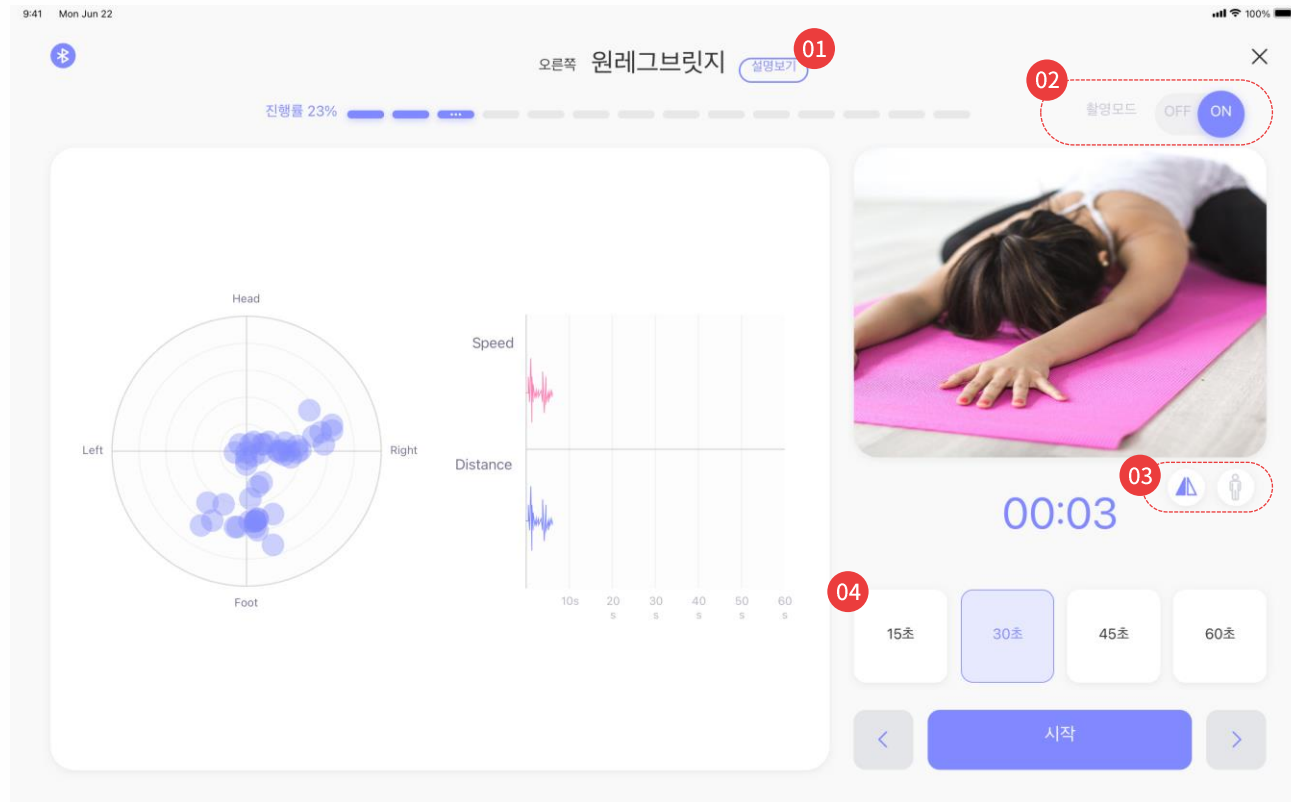 9:41 Mon Jun 22
100%
오른쪽 원레그브릿지 설명보기
01
02
진행률 23%
촬영모드 OFF ON
Head
Left
Right
Foot
Speed
Distance
10s 20 s 30 s 40 s 50 s 60 s
03
00:03
04
15초 30초 45초 60초
시작